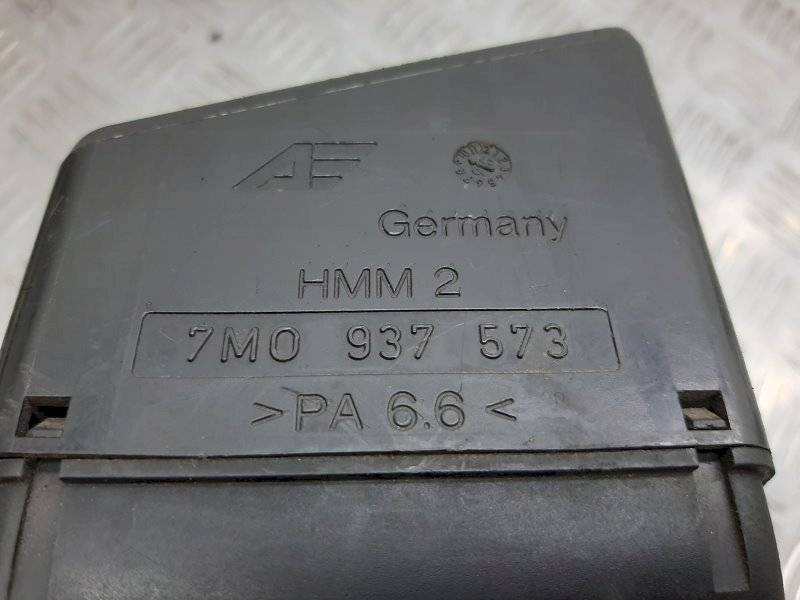 AF
Germany
HMM 2
7M0 937 573
>PA 6.6<